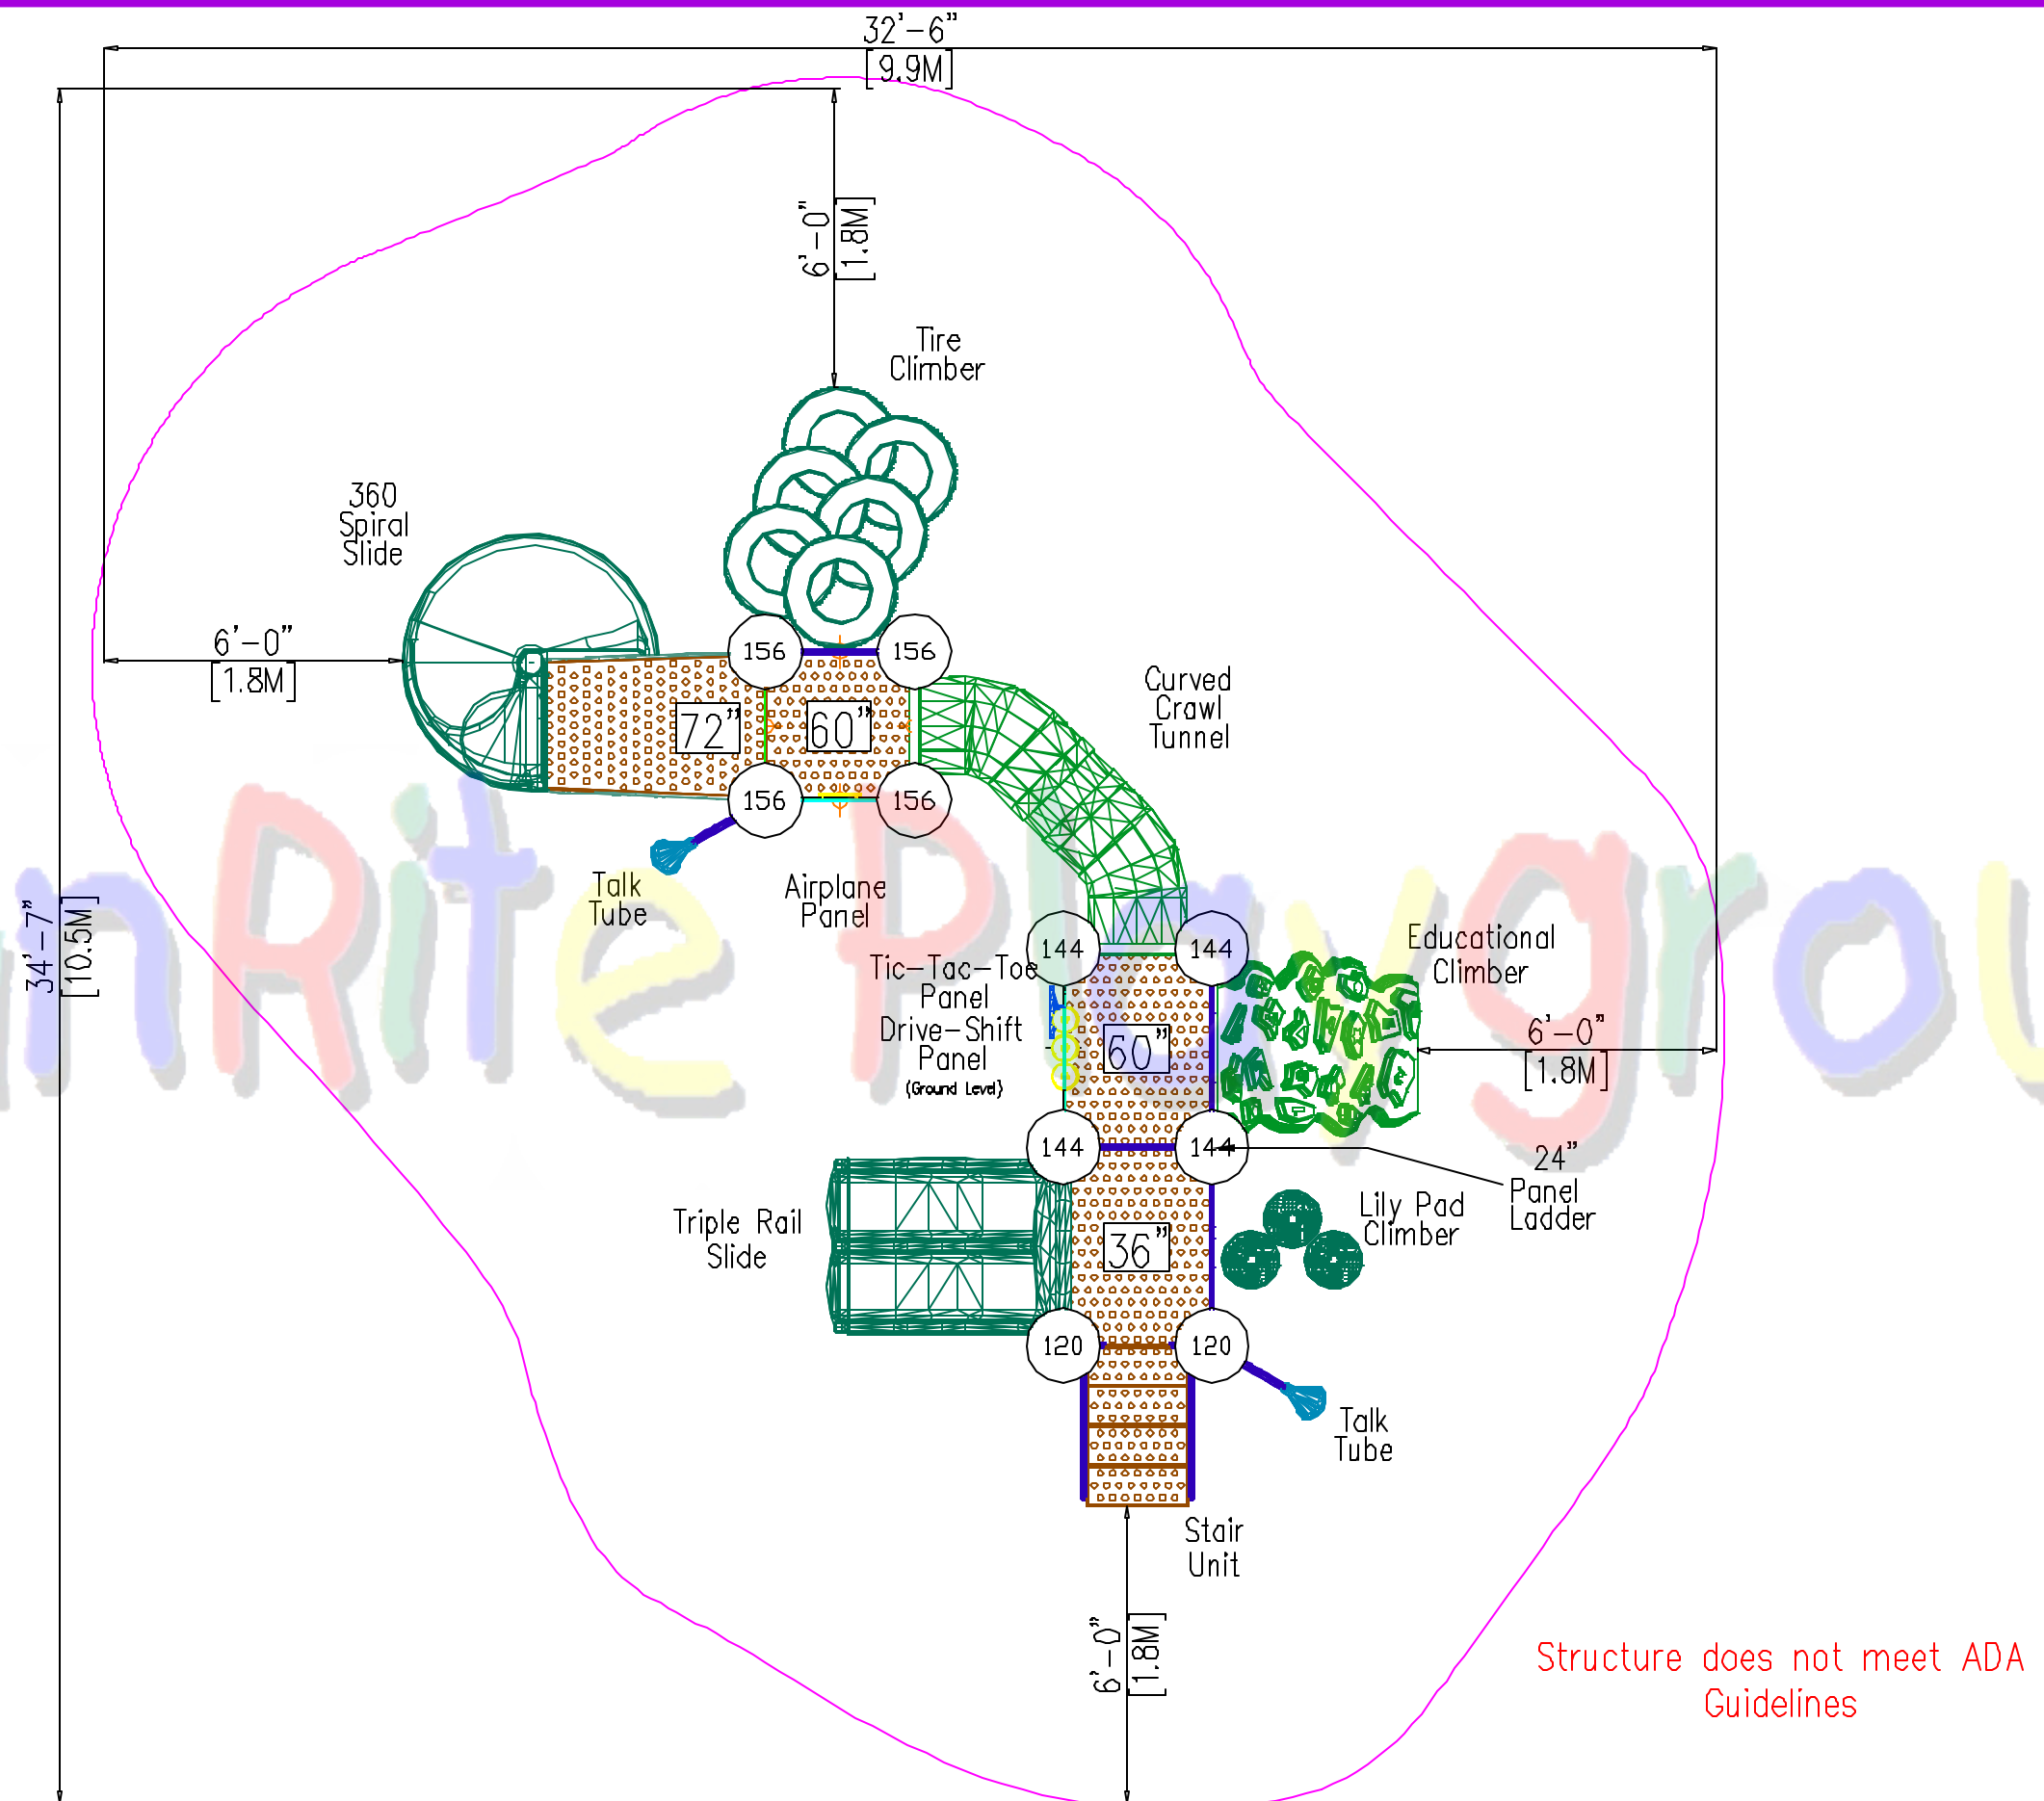 32'-6"
[9.9M]
6'-0"
[1.8M]
Tire
Climber
360
Spiral
Slide
6'-0"
[1.8M]
156
156
72"
60"
Curved
Crawl
Tunnel
156
156
Talk
Tube
Airplane
Panel
34'-7"
[10.5M]
nRite Playgrou
144
144
Educational
Climber
Tic-Tac-Toe
Panel
Drive-Shift
Panel
(Ground Level)
60"
6'-0"
[1.8M]
144
144
24"
Panel
Ladder
Triple Rail
Slide
36"
Lily Pad
Climber
120
120
Talk
Tube
Stair
Unit
6'-0"
[1.8M]
Structure does not meet ADA
Guidelines